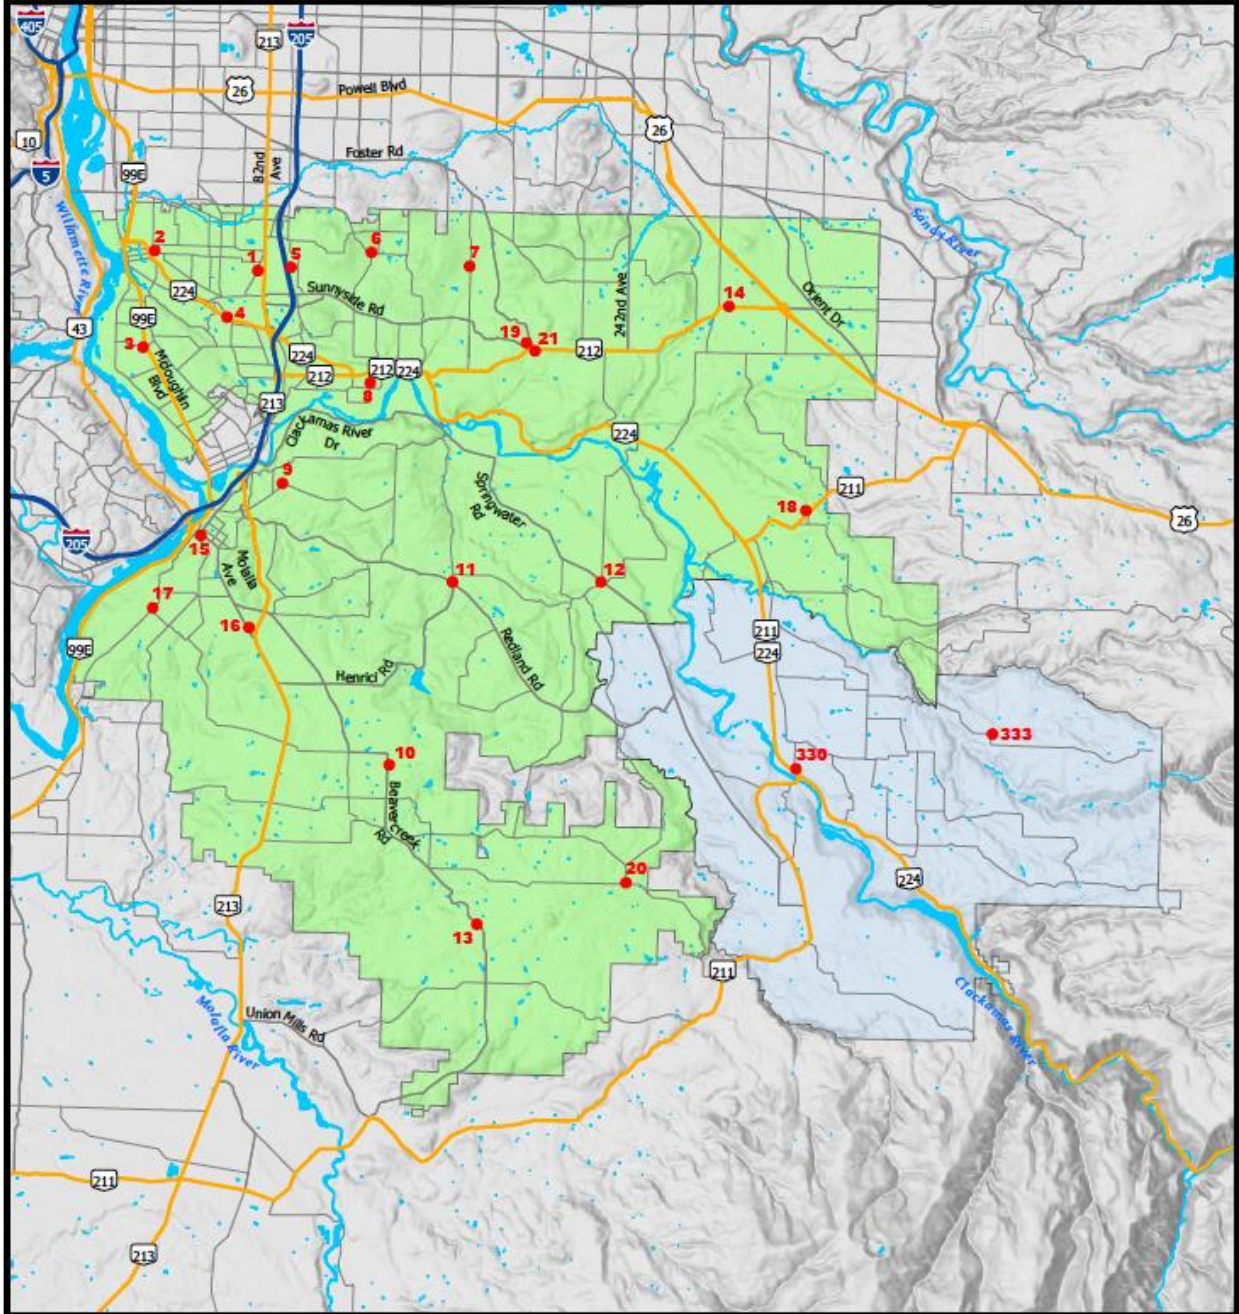 405
213
205
26
Powell Blvd
26
10
Foster Rd
5
99E
82nd
Ave
Willamette River
Sandy River
2
6
1
5
7
224
Sunnyside Rd
242nd Ave
14
Orient Dr
99E
4
43
3
Mcloughlin
Blvd
19
21
224
212
212
212
224
8
213
Clackamas River
Dr
224
9
Springwater
Rd
211
18
26
205
15
Molalla
Ave
11
12
17
16
99E
211
224
Redland Rd
Henrici Rd
333
10
330
Beavercreek
Rd
20
224
213
13
211
Clackamas River
Molalla River
Union Mills Rd
211
213